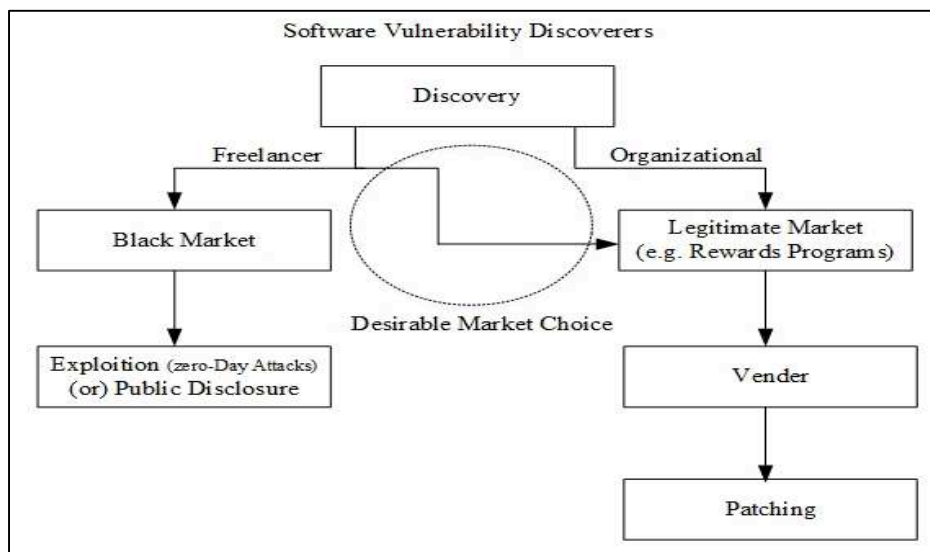 Software Vulnerability Discoverers
Discovery
Freelancer
Organizational
Black Market
Legitimate Market
(e.g. Rewards Programs)
Desirable Market Choice
Exploition (zero-Day Attacks)
(or) Public Disclosure
Vender
Patching